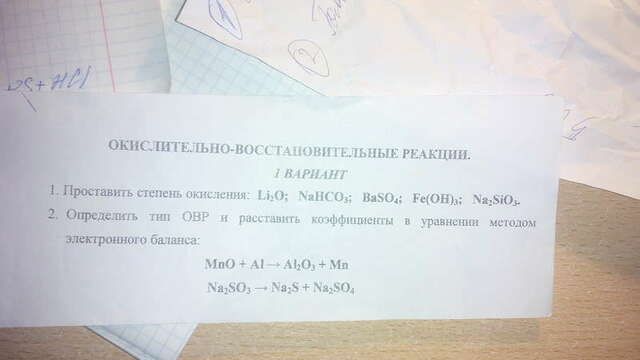 2
ОКИСЛИТЕЛЬНО-ВОССТАНОВИТЕЛЬНЫЕ РЕАКЦИИ.
1 ВАРИАНТ
1. Проставить степень окисления: Li₂O; NaHCO₃; BaSO₄; Fe(OH)₃; Na₂SiO₃.
2. Определить тип ОВР и расставить коэффициенты в уравнении методом
электронного баланса:
MnO + Al → Al₂O₃ + Mn
Na₂SO₃ → Na₂S + Na₂SO₄